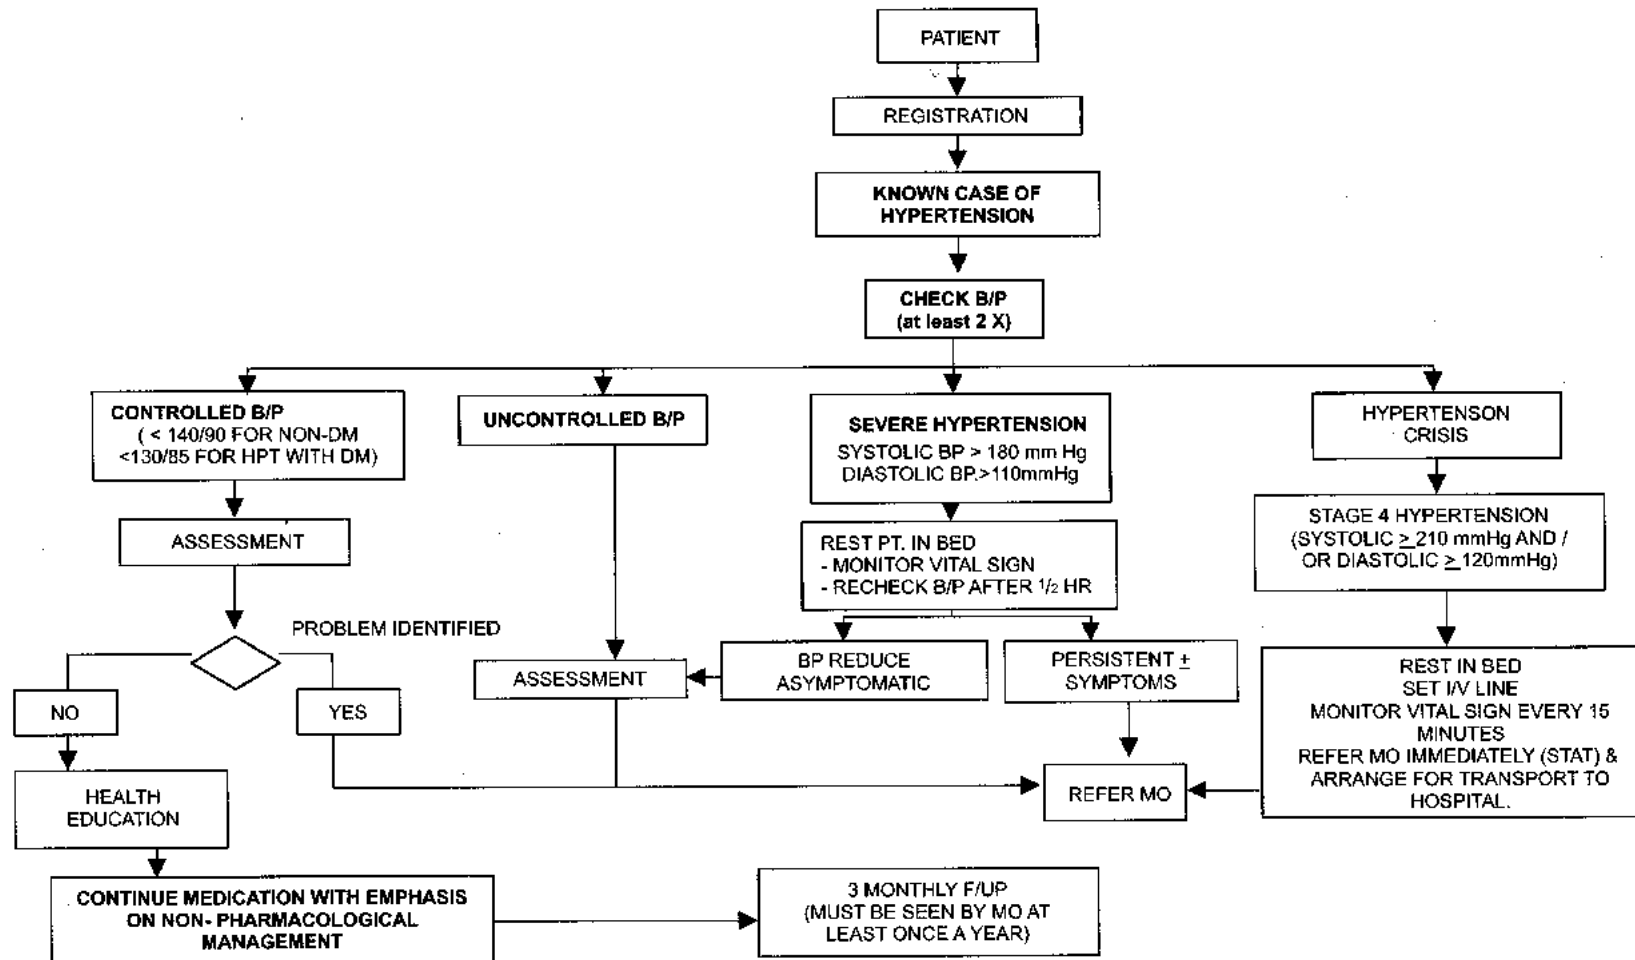 PATIENT
REGISTRATION
KNOWN CASE OF
HYPERTENSION
CHECK B/P
(at least 2 X)
CONTROLLED B/P
( < 140/90 FOR NON-DM
<130/85 FOR HPT WITH DM)
UNCONTROLLED B/P
SEVERE HYPERTENSION
SYSTOLIC BP > 180 mm Hg
DIASTOLIC BP.>110mmHg
HYPERTENSON
CRISIS
ASSESSMENT
REST PT. IN BED
- MONITOR VITAL SIGN
- RECHECK B/P AFTER 1/2 HR
STAGE 4 HYPERTENSION
(SYSTOLIC ≥ 210 mmHg AND /
OR DIASTOLIC ≥ 120mmHg)
PROBLEM IDENTIFIED
NO
YES
ASSESSMENT
BP REDUCE
ASYMPTOMATIC
PERSISTENT ±
SYMPTOMS
REST IN BED
SET I/V LINE
MONITOR VITAL SIGN EVERY 15
MINUTES
REFER MO IMMEDIATELY (STAT) &
ARRANGE FOR TRANSPORT TO
HOSPITAL.
HEALTH
EDUCATION
REFER MO
CONTINUE MEDICATION WITH EMPHASIS
ON NON- PHARMACOLOGICAL
MANAGEMENT
3 MONTHLY F/UP
(MUST BE SEEN BY MO AT
LEAST ONCE A YEAR)